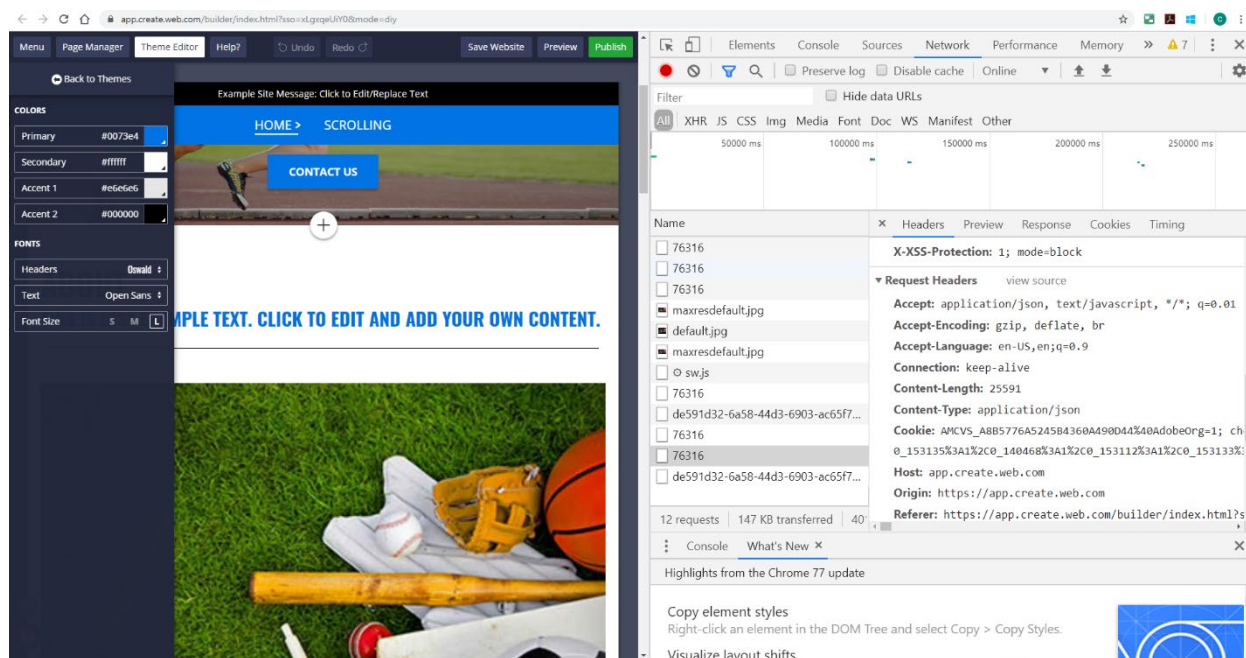 app.create.web.com/builder/index.html?sso=xLgrqeUiY0&mode=diy
Menu Page Manager Theme Editor Help? Undo Redo Save Website Preview Publish
Back to Themes
COLORS
Primary #0073e4
Secondary #ffffff
Accent 1 #e6e6e6
Accent 2 #000000
FONTS
Headers Oswald
Text Open Sans
Font Size S M L
Example Site Message: Click to Edit/Replace Text
HOME > SCROLLING
CONTACT US
MPLE TEXT. CLICK TO EDIT AND ADD YOUR OWN CONTENT.
Elements Console Sources Network Performance Memory » 7
Preserve log Disable cache Online
Filter Hide data URLs
All XHR JS CSS Img Media Font Doc WS Manifest Other
50000 ms 100000 ms 150000 ms 200000 ms 250000 ms
Name
76316
76316
76316
maxresdefault.jpg
default.jpg
maxresdefault.jpg
sw.js
76316
de591d32-6a58-44d3-6903-ac65f7...
76316
76316
de591d32-6a58-44d3-6903-ac65f7...
12 requests 147 KB transferred 40
× Headers Preview Response Cookies Timing
X-XSS-Protection: 1; mode=block
Request Headers view source
Accept: application/json, text/javascript, */*; q=0.01
Accept-Encoding: gzip, deflate, br
Accept-Language: en-US,en;q=0.9
Connection: keep-alive
Content-Length: 25591
Content-Type: application/json
Cookie: AMCVS_A8B5776A5245B4360A490D44%40AdobeOrg=1; ch
0_153135%3A1%2C0_140468%3A1%2C0_153112%3A1%2C0_153133%3
Host: app.create.web.com
Origin: https://app.create.web.com
Referer: https://app.create.web.com/builder/index.html?s
Console What's New ×
Highlights from the Chrome 77 update
Copy element styles
Right-click an element in the DOM Tree and select Copy > Copy Styles.
Visualize layout shifts